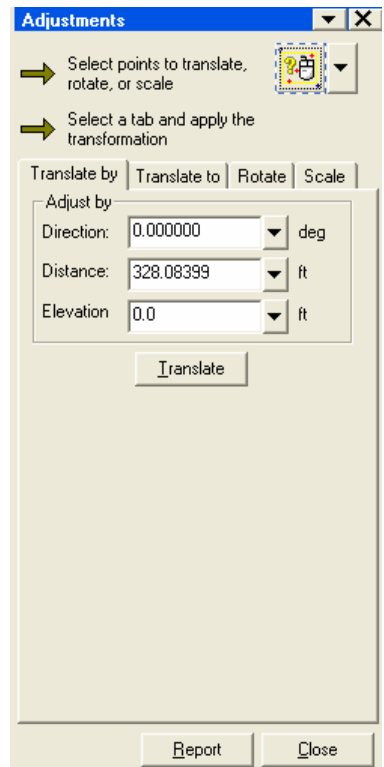 Adjustments
Select points to translate,
rotate, or scale
Select a tab and apply the
transformation
Translate by Translate to Rotate Scale
Adjust by
Direction: 0.000000 deg
Distance: 328.08399 ft
Elevation 0.0 ft
Translate
Report Close